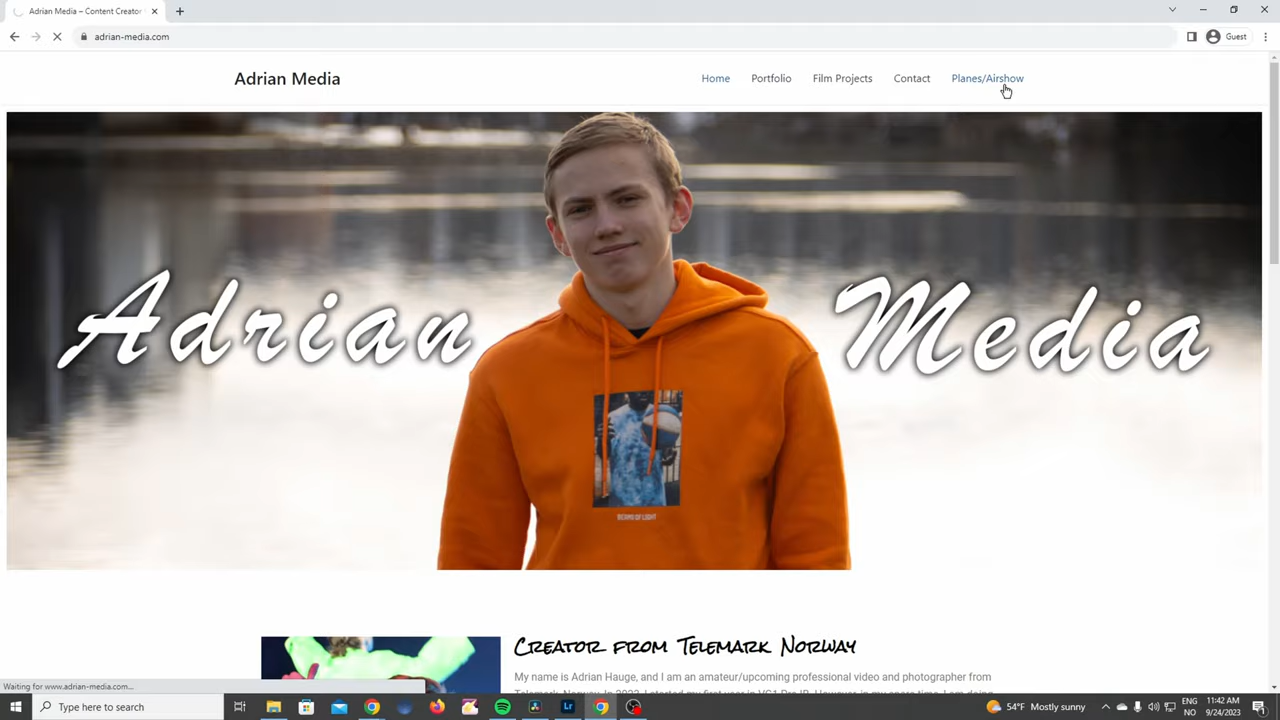 Adrian Media – Content Creator
adrian-media.com
Guest
Adrian Media
Home
Portfolio
Film Projects
Contact
Planes/Airshow
Adrian Media
Creator from Telemark Norway
My name is Adrian Hauge, and I am an amateur/upcoming professional video and photographer from
Waiting for www.adrian-media.com...
Type here to search
54°F Mostly sunny
ENG
NO
11:42 AM
9/24/2023